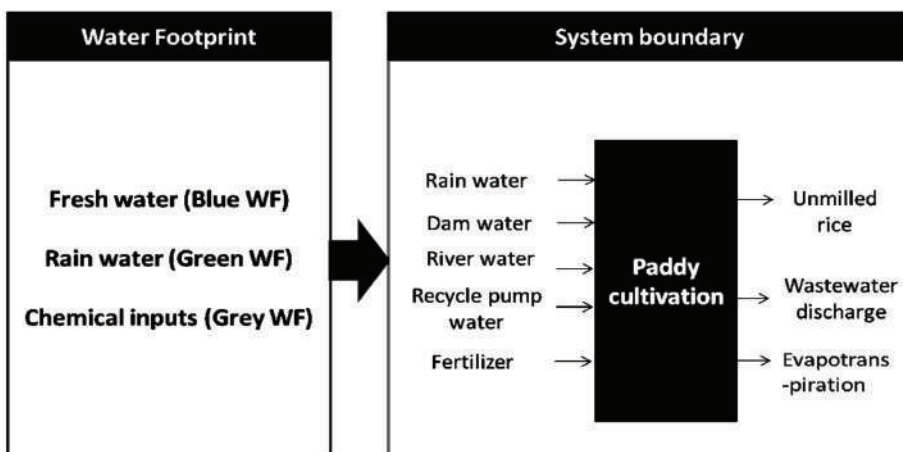 Water Footprint
Fresh water (Blue WF)
Rain water (Green WF)
Chemical inputs (Grey WF)
System boundary
Rain water
Dam water
River water
Recycle pump
water
Fertilizer
Paddy
cultivation
Unmilled
rice
Wastewater
discharge
Evapotrans
-piration